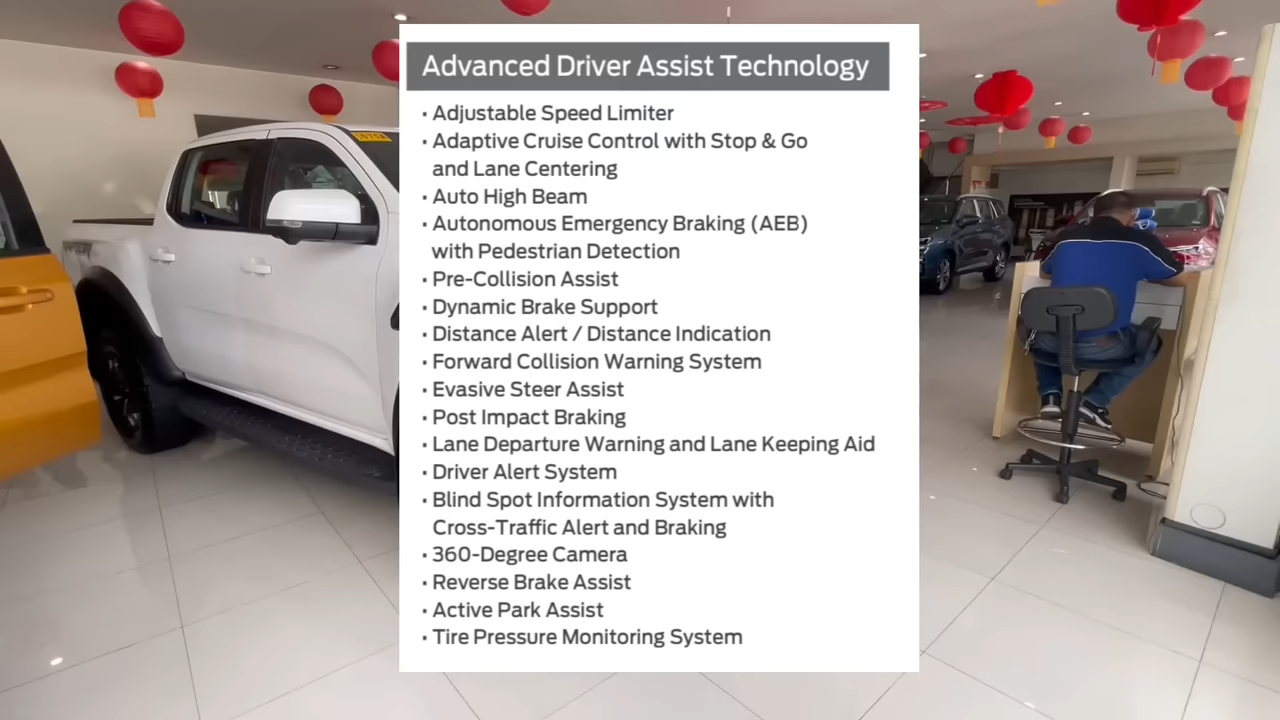 Advanced Driver Assist Technology
· Adjustable Speed Limiter
· Adaptive Cruise Control with Stop & Go
and Lane Centering
· Auto High Beam
· Autonomous Emergency Braking (AEB)
with Pedestrian Detection
· Pre-Collision Assist
· Dynamic Brake Support
· Distance Alert / Distance Indication
· Forward Collision Warning System
· Evasive Steer Assist
· Post Impact Braking
· Lane Departure Warning and Lane Keeping Aid
· Driver Alert System
· Blind Spot Information System with
Cross-Traffic Alert and Braking
· 360-Degree Camera
· Reverse Brake Assist
· Active Park Assist
· Tire Pressure Monitoring System